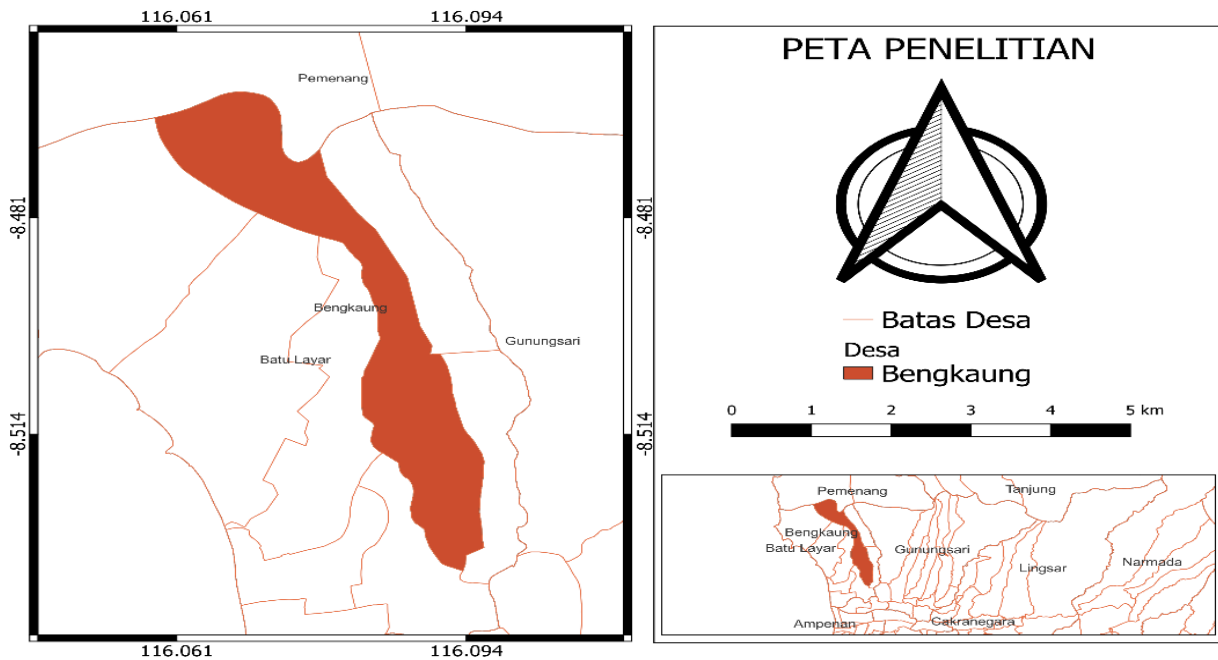 116.061 116.094
Pemenang
-8.481 -8.481
Bengkaung
Gunungsari
Batu Layar
-8.514 -8.514
116.061 116.094
PETA PENELITIAN
Batas Desa
Desa
Bengkaung
0 1 2 3 4 5 km
Pemenang Tanjung
Bengkaung
Batu Layar Gunungsari
Lingsar Narmada
Ampenan Cakranegara